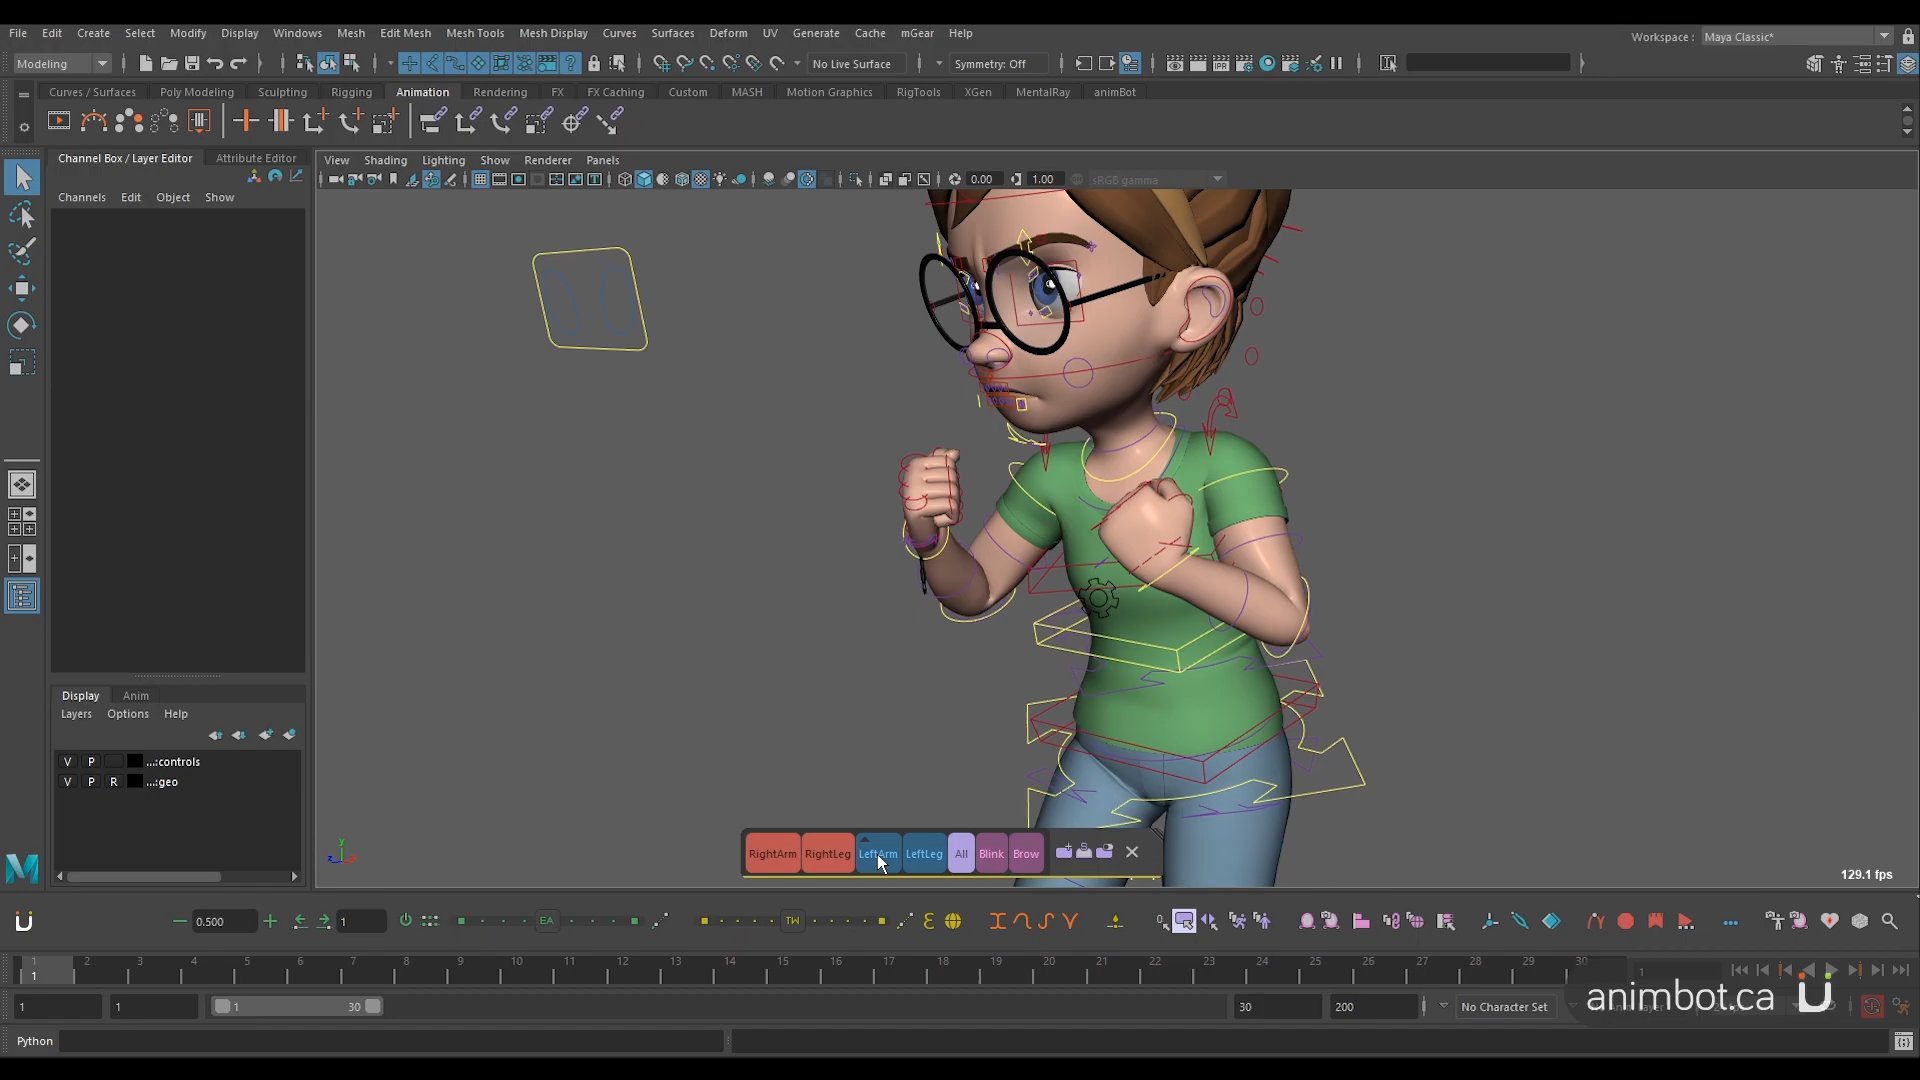 File Edit Create Select Modify Display Windows Mesh Edit Mesh Mesh Tools Mesh Display Curves Surfaces Deform UV Generate Cache mGear Help
Workspace : Maya Classic*
Modeling No Live Surface Symmetry: Off
Curves / Surfaces Poly Modeling Sculpting Rigging Animation Rendering FX FX Caching Custom MASH Motion Graphics RigTools XGen MentalRay animBot
Channel Box / Layer Editor Attribute Editor
View Shading Lighting Show Renderer Panels
0.00 1.00 sRGB gamma
Channels Edit Object Show
Display Anim
Layers Options Help
V P ...:controls
V P R ...:geo
RightArm RightLeg LeftArm LeftLeg All Blink Brow
129.1 fps
0.500 1 EA TW
1 2 3 4 5 6 7 8 9 10 11 12 13 14 15 16 17 18 19 20 21 22 23 24 25 26 27 28 29 30
1 1
1 1 1 30 30 200 No Character Set
animbot.ca
Python